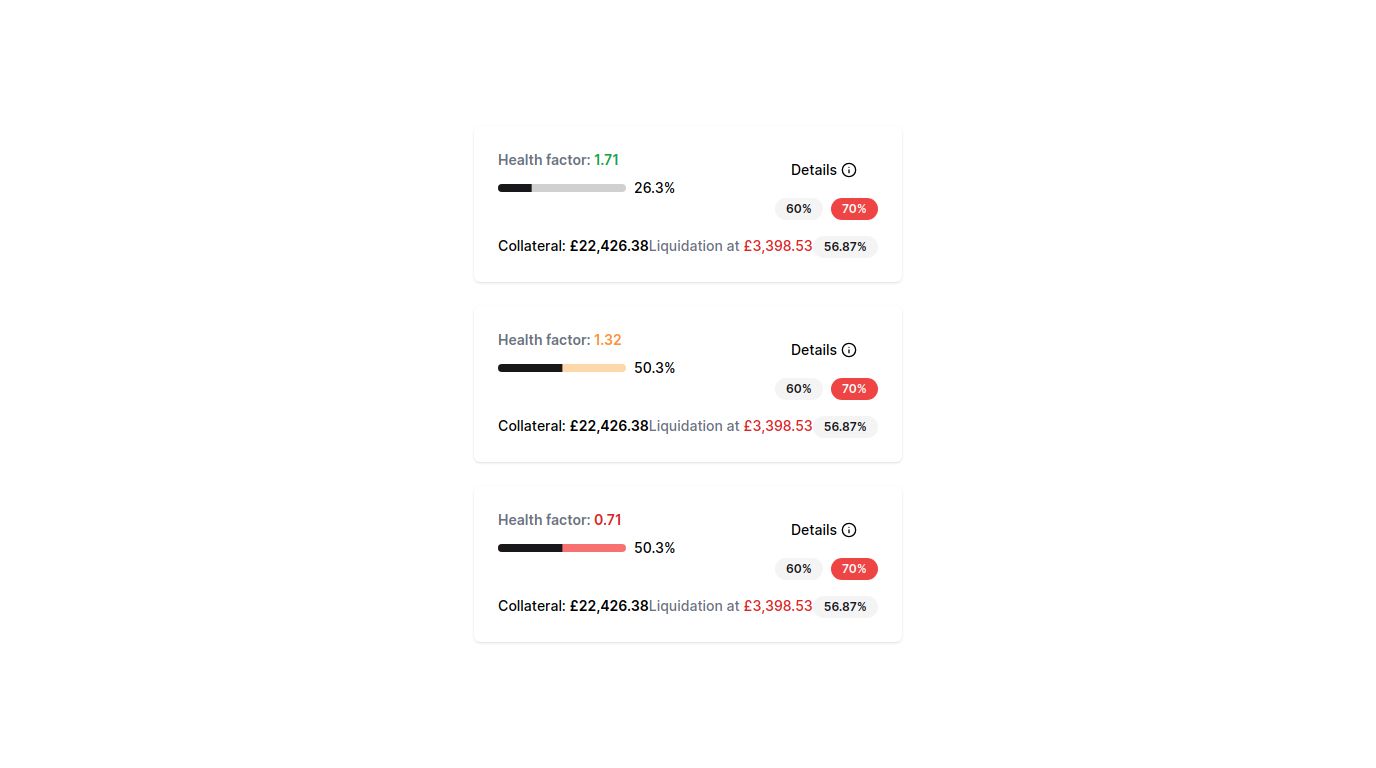 Health factor: 1.71
Details
26.3%
60% 70%
Collateral: £22,426.38Liquidation at £3,398.53 56.87%
Health factor: 1.32
Details
50.3%
60% 70%
Collateral: £22,426.38Liquidation at £3,398.53 56.87%
Health factor: 0.71
Details
50.3%
60% 70%
Collateral: £22,426.38Liquidation at £3,398.53 56.87%